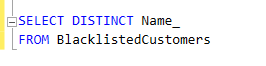 SELECT DISTINCT Name_
FROM BlacklistedCustomers